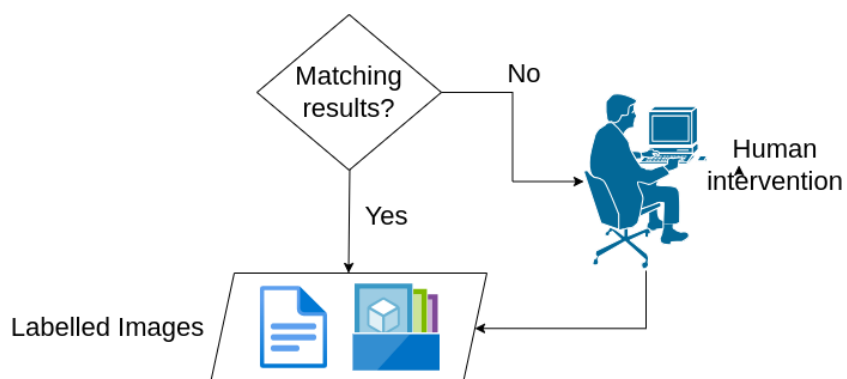 Matching
results?
No
Human
intervention
Yes
Labelled Images